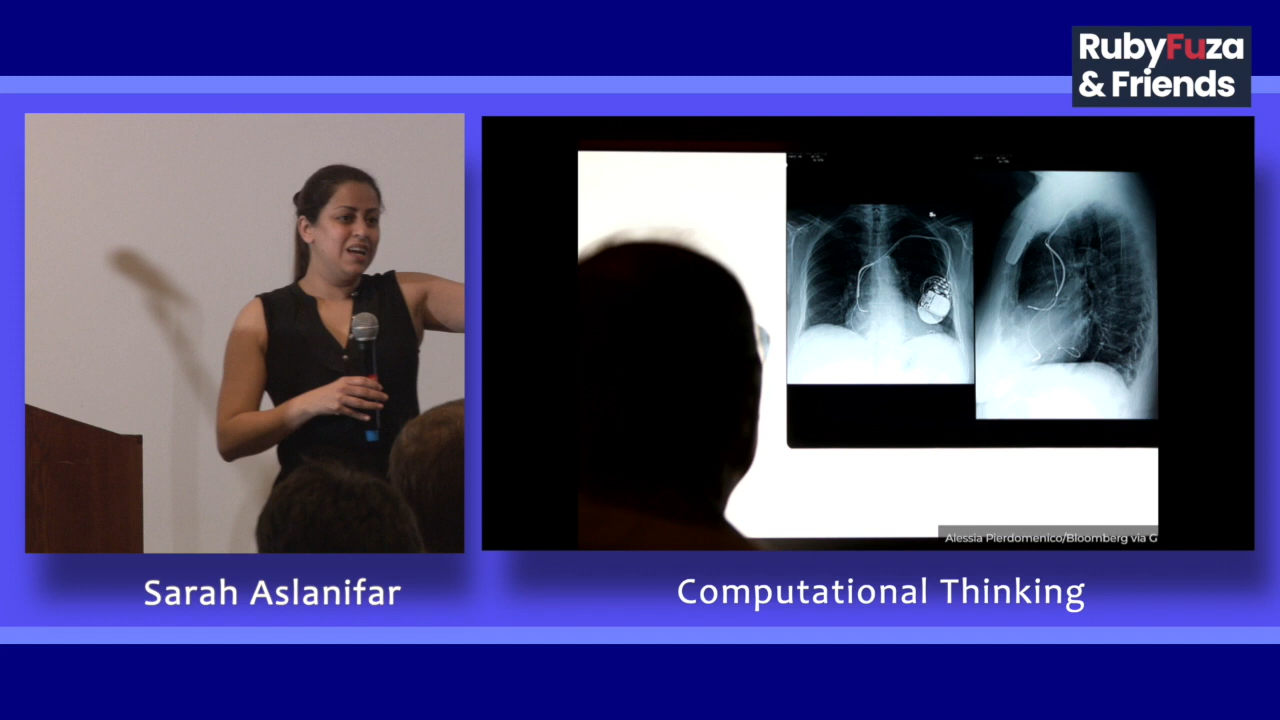 RubyFuza
& Friends
Alessia Pierdomenico/Bloomberg via G
Sarah Aslanifar
Computational Thinking